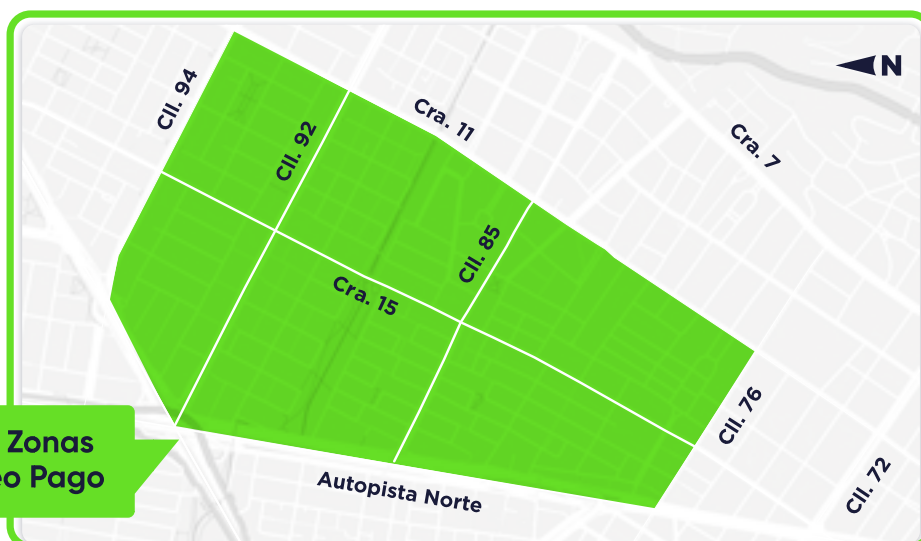 N
Cll. 94
Cll. 92
Cra. 11
Cra. 7
Cll. 85
Cra. 15
Cll. 76
Cll. 72
Autopista Norte
Zonas
Pago